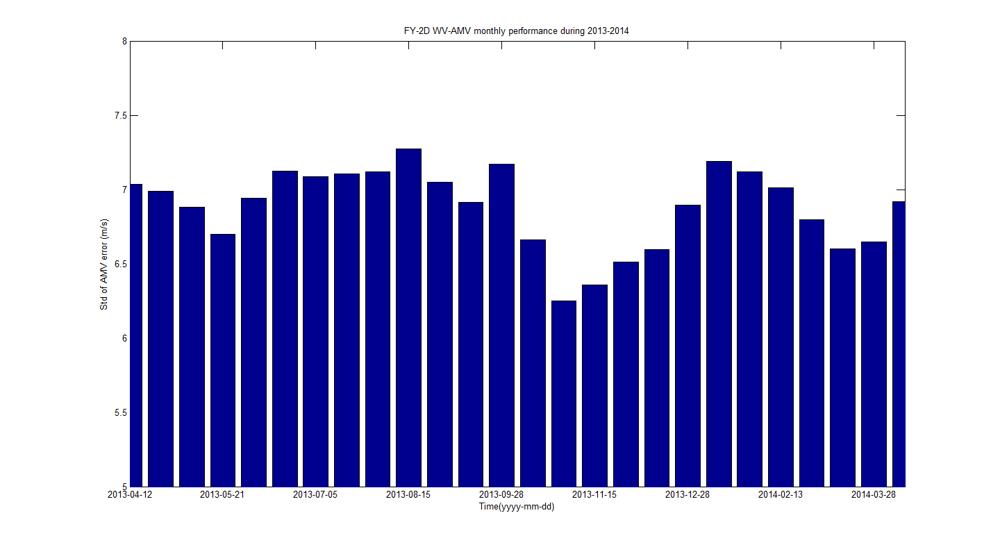 FY-2D WV-AMV monthly performance during 2013-2014
8
7.5
7
6.5
6
5.5
5
Std of AMV error (m/s)
2013-04-12 2013-05-21 2013-07-05 2013-08-15 2013-09-28 2013-11-15 2013-12-28 2014-02-13 2014-03-28
Time(yyyy-mm-dd)